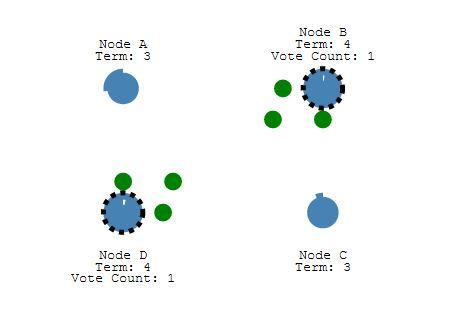 Node A
Term: 3
Node B
Term: 4
Vote Count: 1
Node D
Term: 4
Vote Count: 1
Node C
Term: 3